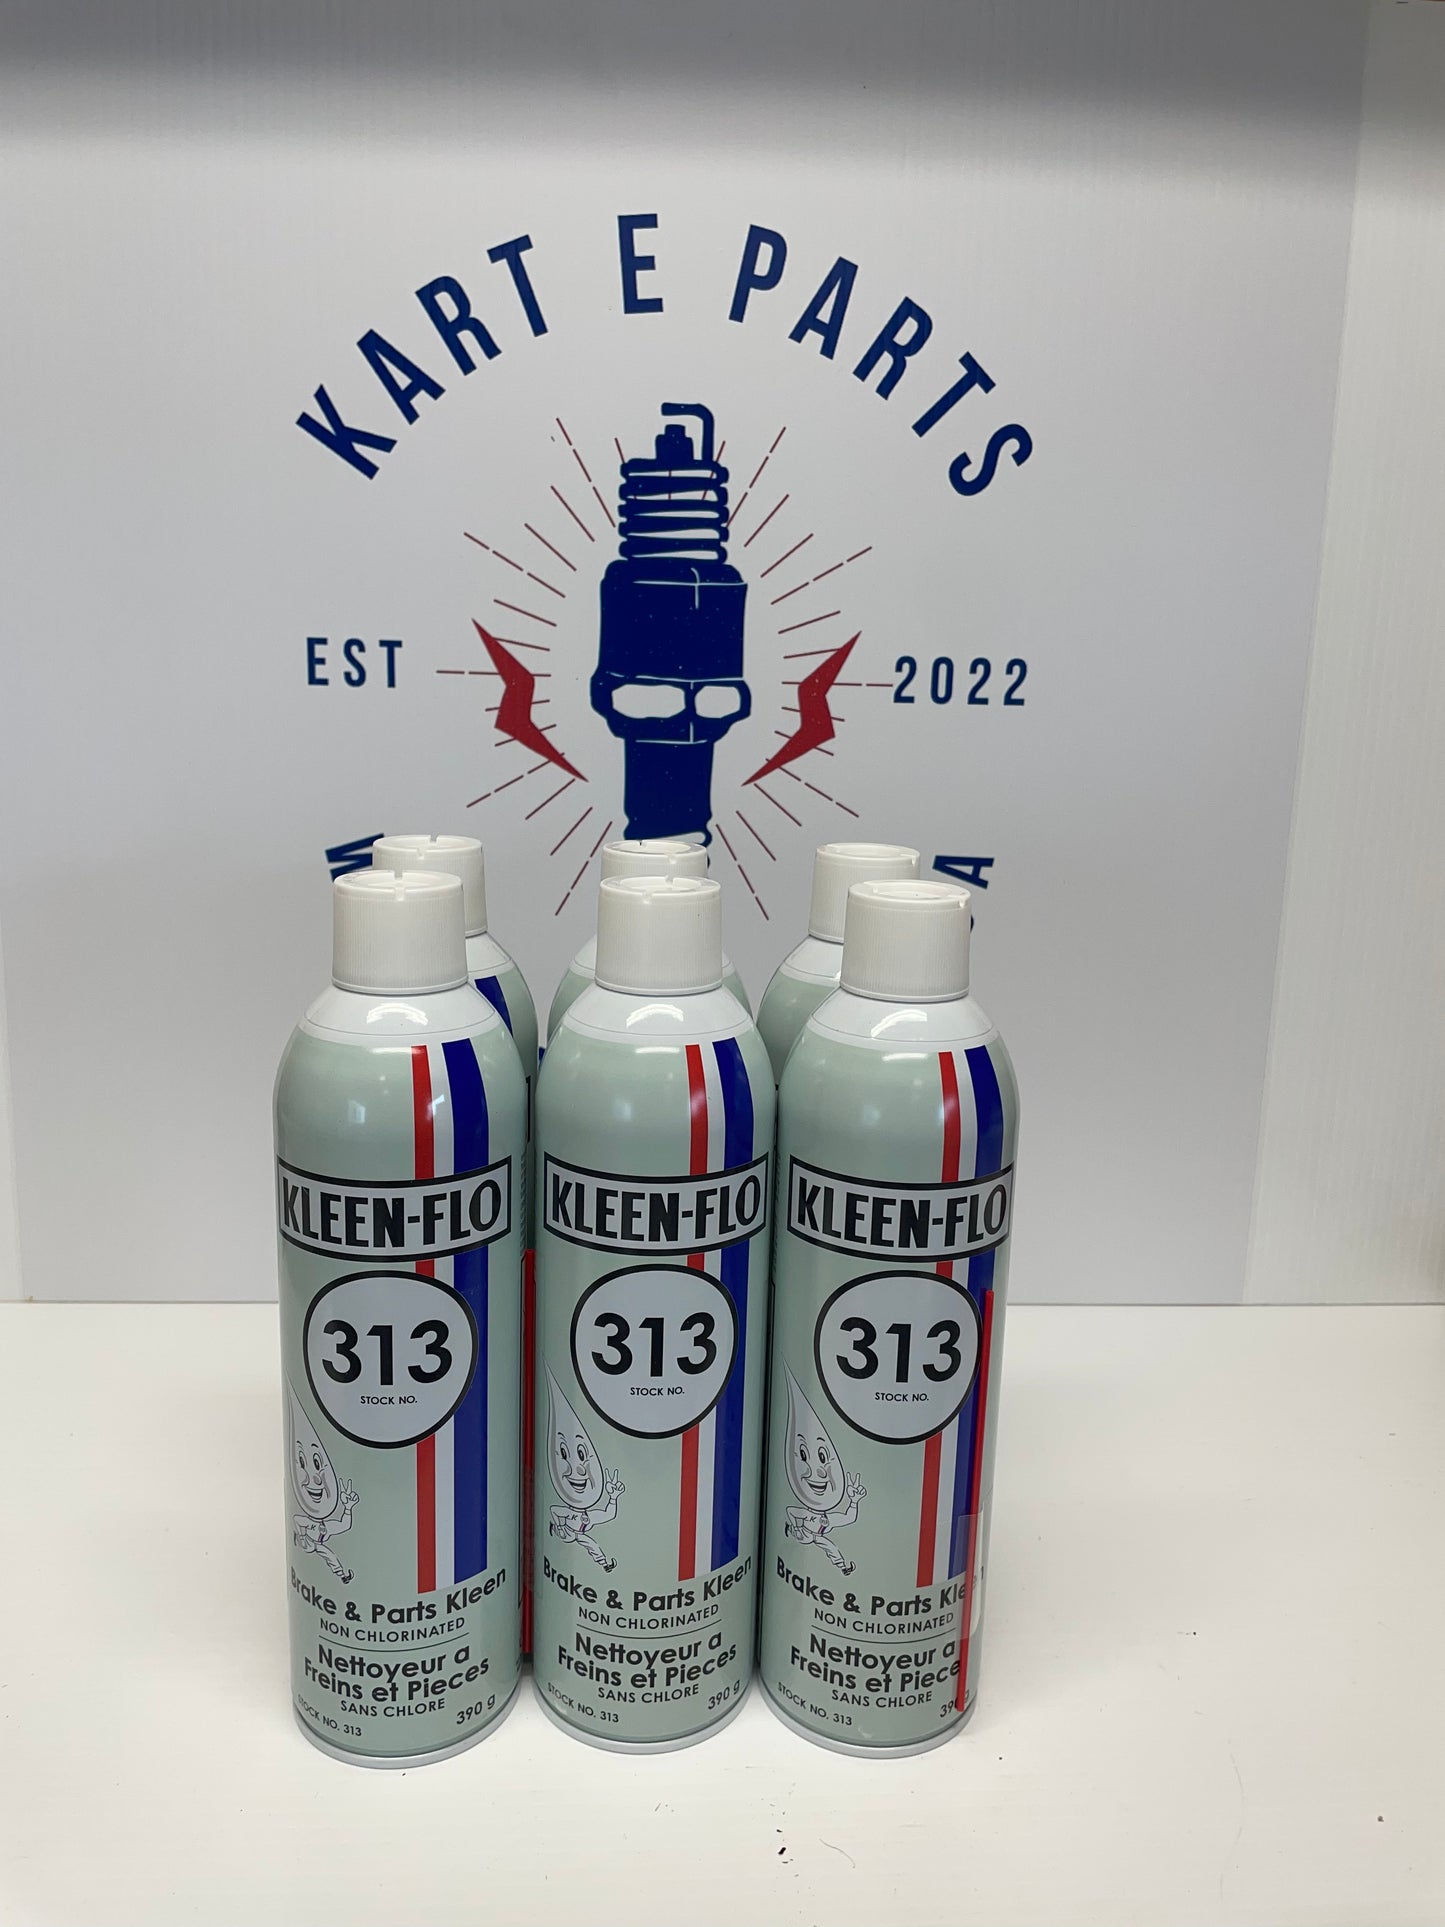 KART E PARTS
EST
2022
KLEEN-FLO
313
STOCK NO.
Brake & Parts Kleen
NON CHLORINATED
Nettoyeur a
Freins et Pieces
SANS CHLORE
STOCK NO. 313
390 g
KLEEN-FLO
313
STOCK NO.
Brake & Parts Kleen
NON CHLORINATED
Nettoyeur a
Freins et Pieces
SANS CHLORE
STOCK NO. 313
390 g
KLEEN-FLO
313
STOCK NO.
Brake & Parts
NON CHLORINATED
Nettoyeur a
Freins et Pieces
SANS CHLORE
STOCK NO. 313